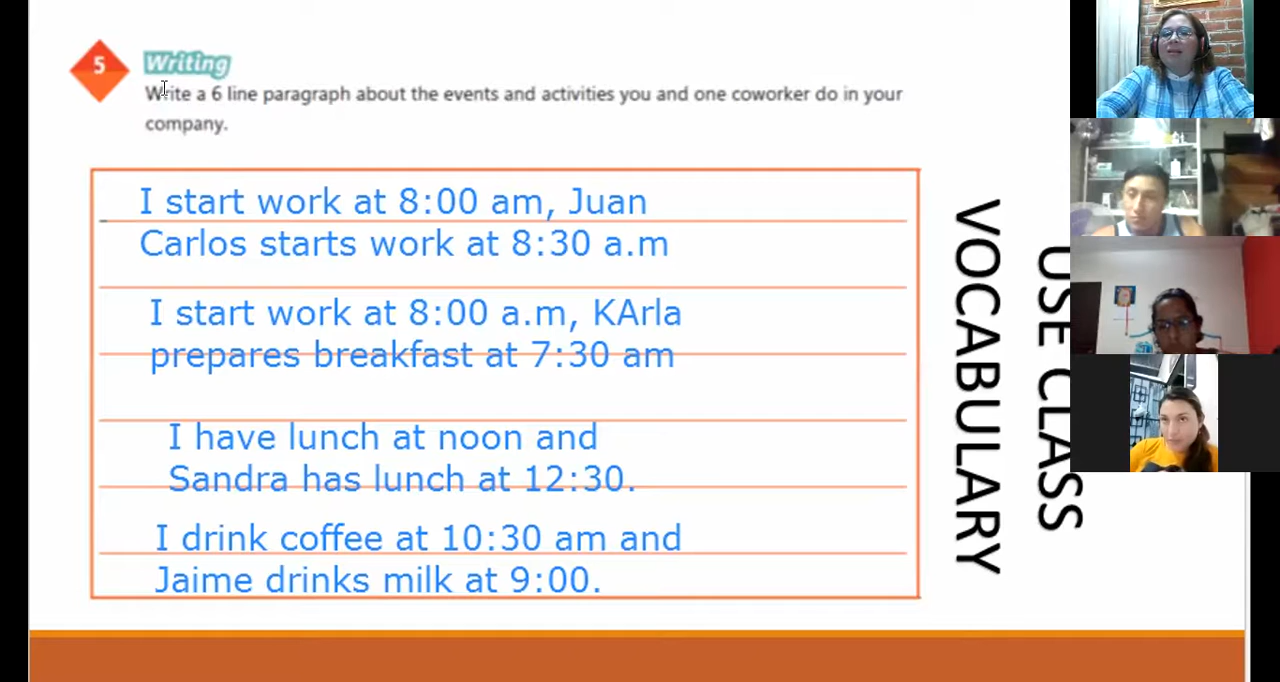 5
Writing
Write a 6 line paragraph about the events and activities you and one coworker do in your
company.
I start work at 8:00 am, Juan
Carlos starts work at 8:30 a.m
I start work at 8:00 a.m, KArla
prepares breakfast at 7:30 am
I have lunch at noon and
Sandra has lunch at 12:30.
I drink coffee at 10:30 am and
Jaime drinks milk at 9:00.
USE CLASS
VOCABULARY